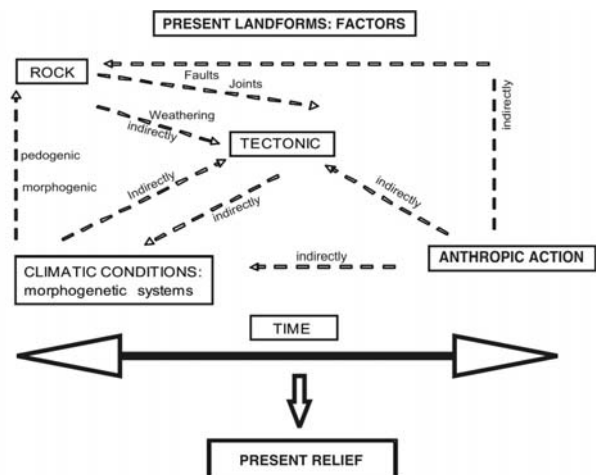 PRESENT LANDFORMS: FACTORS
ROCK
Faults
Joints
Weathering
indirectly
TECTONIC
indirectly
pedogenic
morphogenic
Indirectly
indirectly
indirectly
CLIMATIC CONDITIONS:
morphogenetic systems
indirectly
ANTHROPIC ACTION
TIME
PRESENT RELIEF